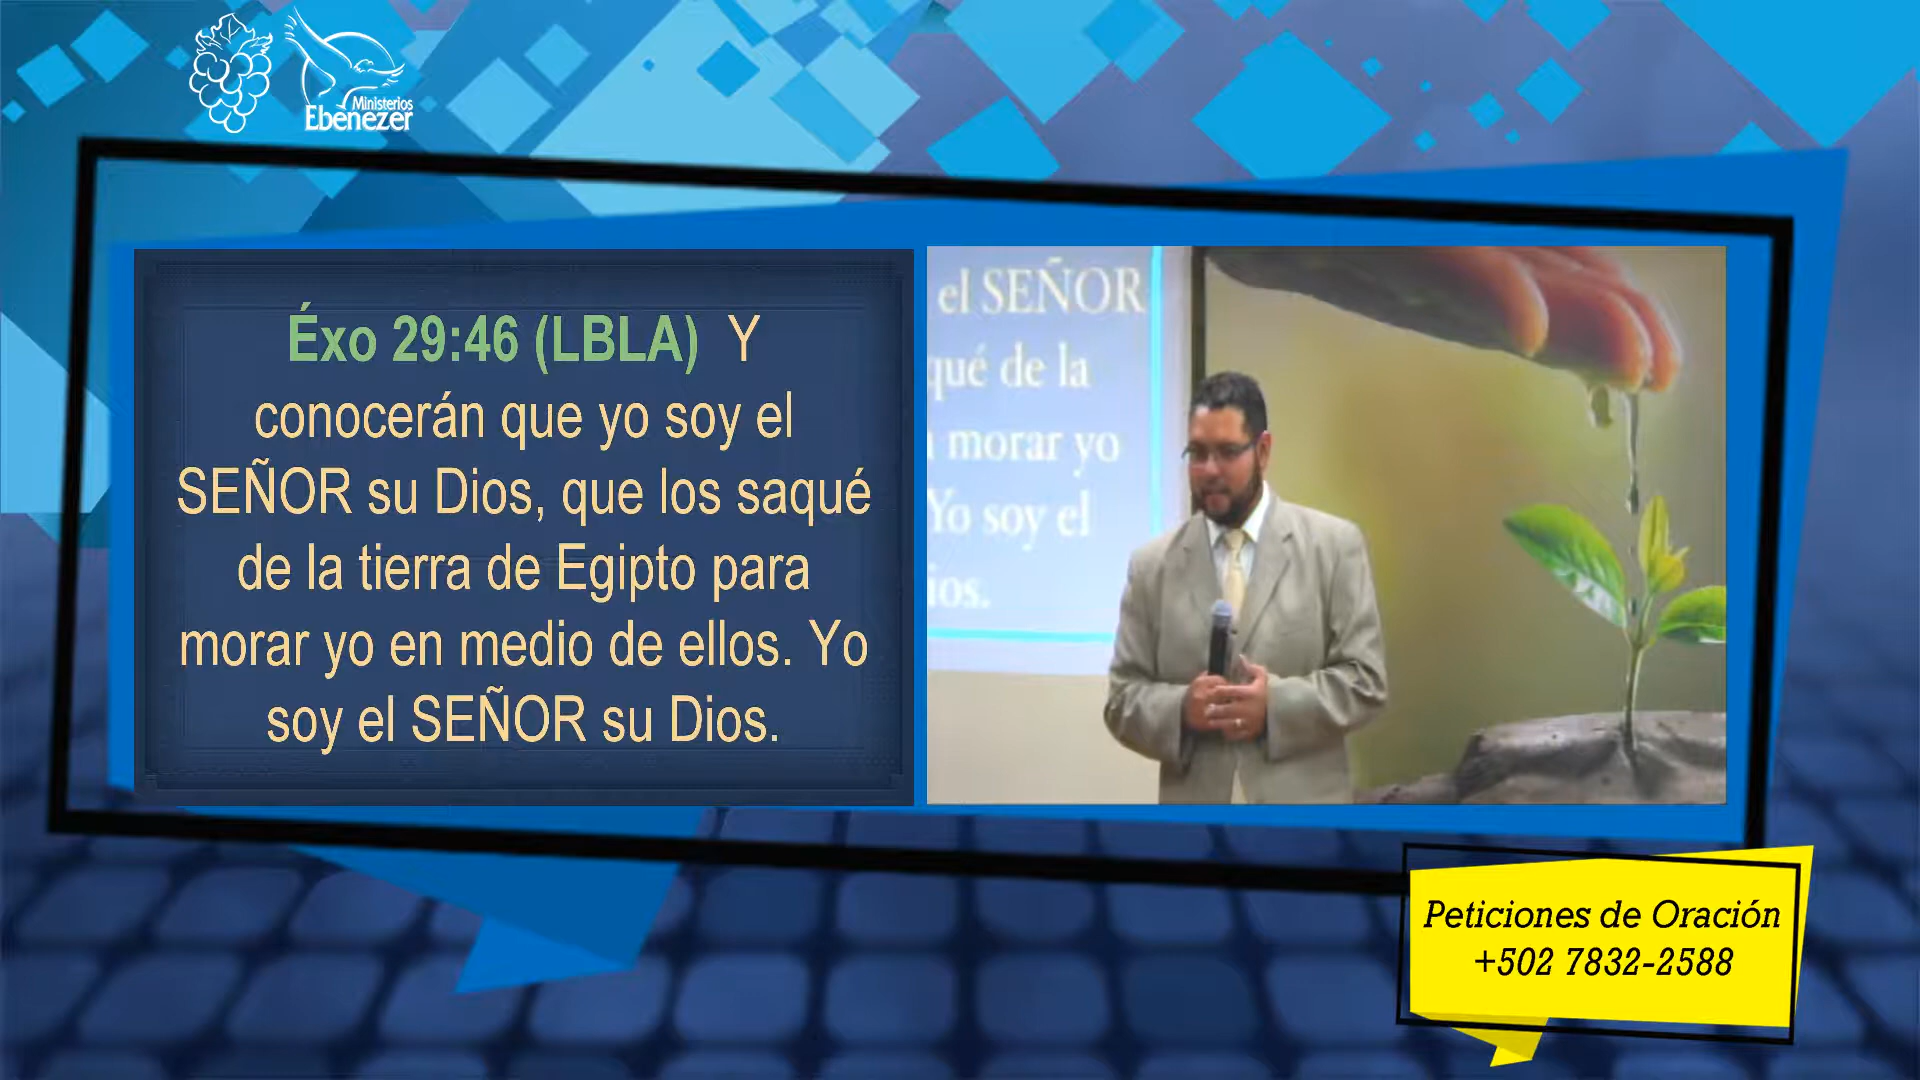 Ministerios
Ebenezer
Éxo 29:46 (LBLA) Y
conocerán que yo soy el
SEÑOR su Dios, que los saqué
de la tierra de Egipto para
morar yo en medio de ellos. Yo
soy el SEÑOR su Dios.
el SEÑOR
qué de la
morar yo
Yo soy el
ios.
Peticiones de Oración
+502 7832-2588